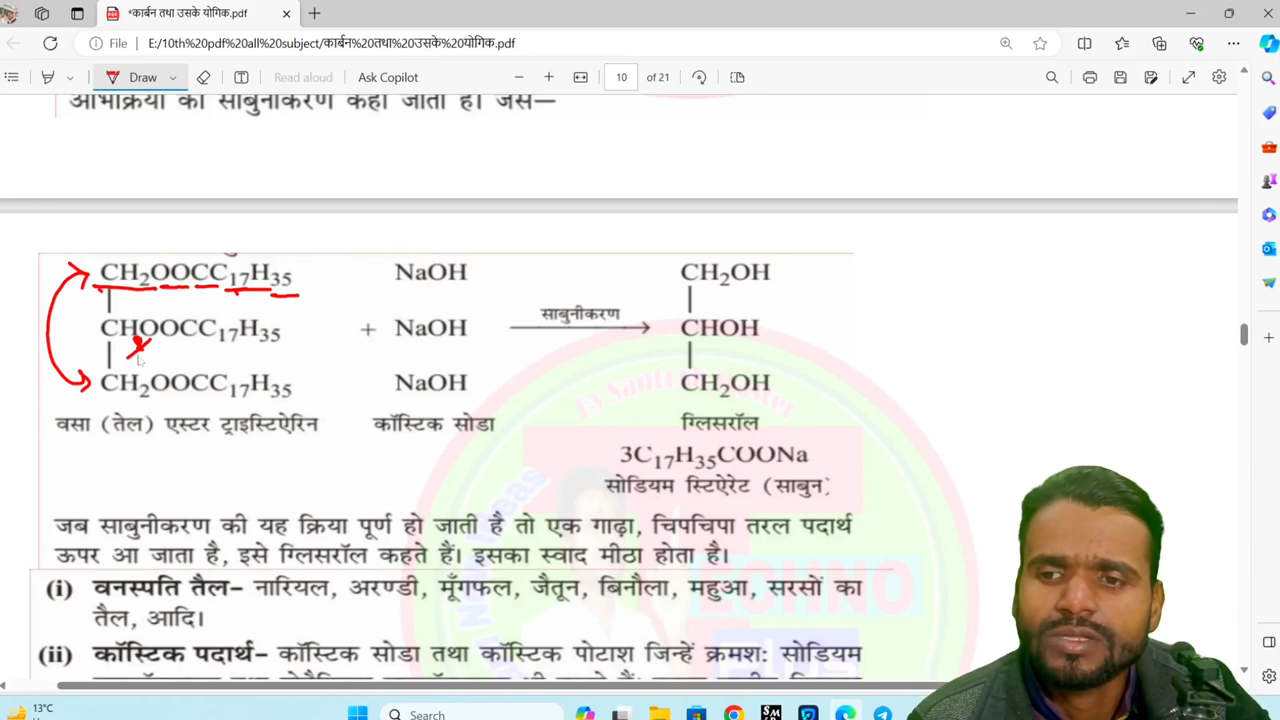 *कार्बन तथा उसके योगिक.pdf
File E:/10th%20pdf%20all%20subject/कार्बन%20तथा%20उसके%20योगिक.pdf
Draw Read aloud Ask Copilot 10 of 21
अभिक्रिया को साबुनीकरण कहा जाता है। जैसे—
CH₂OOCC₁₇H₃₅ NaOH CH₂OH
साबुनीकरण
CHOOCC₁₇H₃₅ + NaOH CHOH
CH₂OOCC₁₇H₃₅ NaOH CH₂OH
वसा (तेल) एस्टर ट्राइस्टिऐरिन कॉस्टिक सोडा ग्लिसरॉल
3C₁₇H₃₅COONa
सोडियम स्टिऐरेट (साबुन)
जब साबुनीकरण की यह क्रिया पूर्ण हो जाती है तो एक गाढ़ा, चिपचिपा तरल पदार्थ
ऊपर आ जाता है, इसे ग्लिसरॉल कहते हैं। इसका स्वाद मीठा होता है।
(i) वनस्पति तैल– नारियल, अरण्डी, मूँगफल, जैतून, बिनौला, महुआ, सरसों का
तैल, आदि।
(ii) कॉस्टिक पदार्थ– कॉस्टिक सोडा तथा कॉस्टिक पोटाश जिन्हें क्रमश: सोडियम
13°C
Search